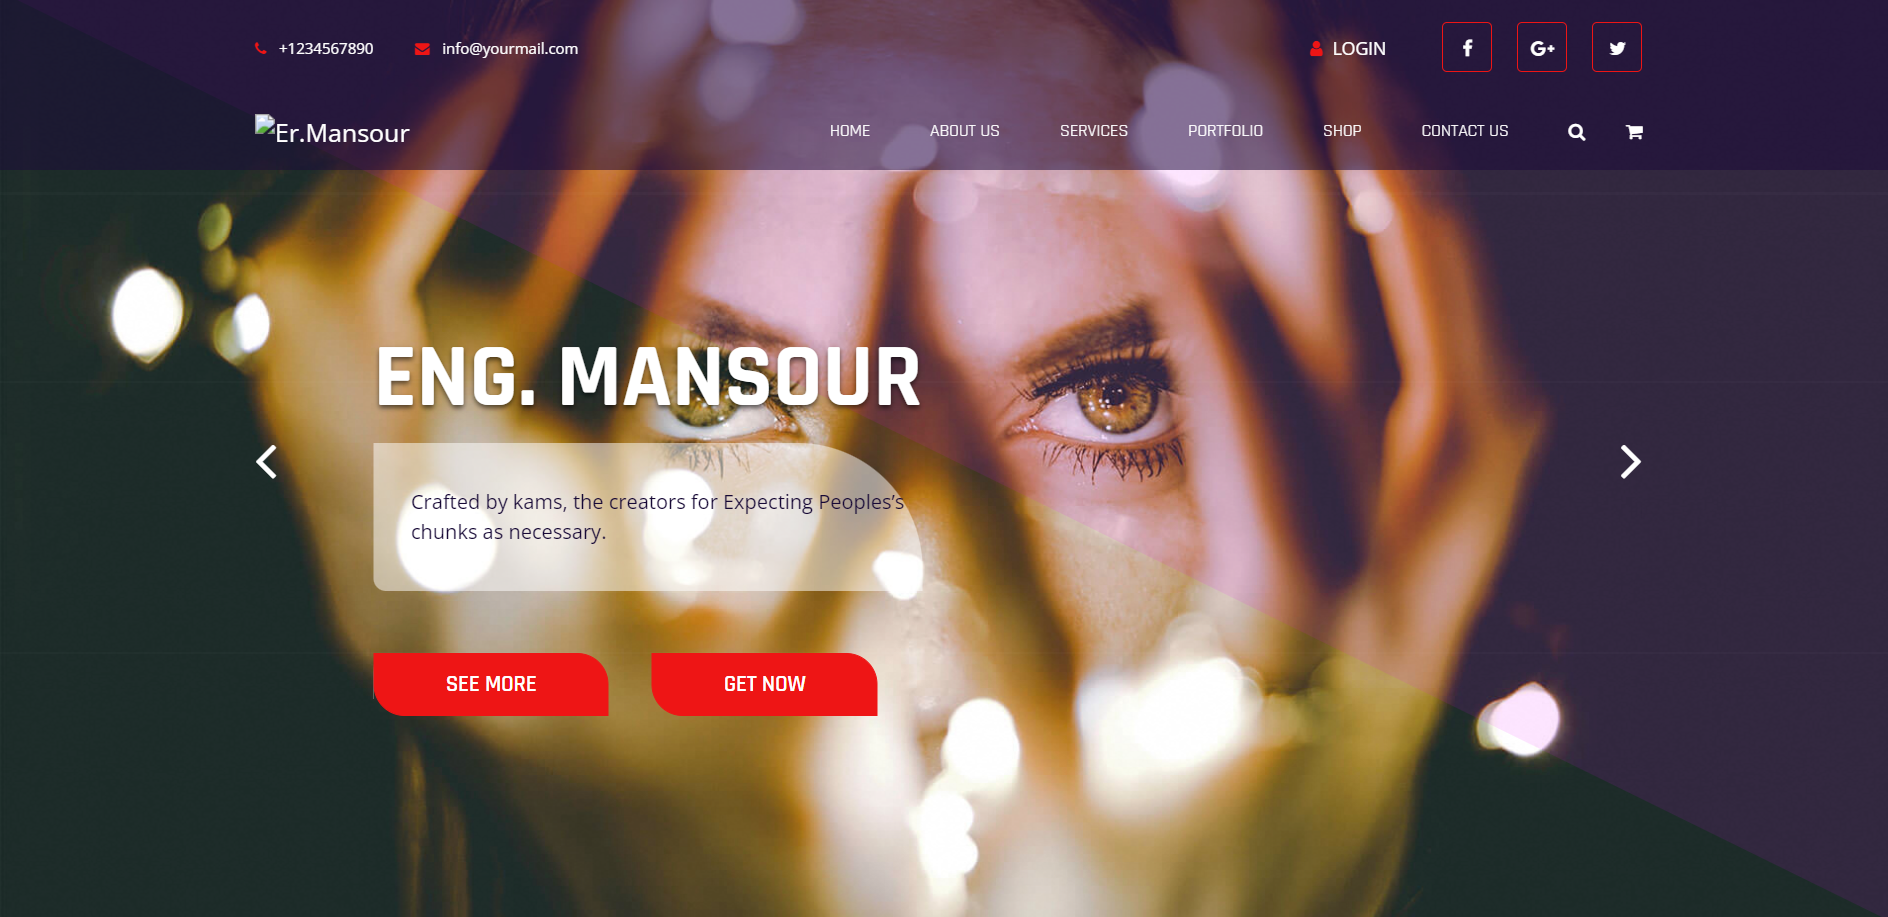 +1234567890
info@yourmail.com
LOGIN
Er.Mansour
HOME
ABOUT US
SERVICES
PORTFOLIO
SHOP
CONTACT US
ENG. MANSOUR
Crafted by kams, the creators for Expecting Peoples’s
chunks as necessary.
SEE MORE
GET NOW